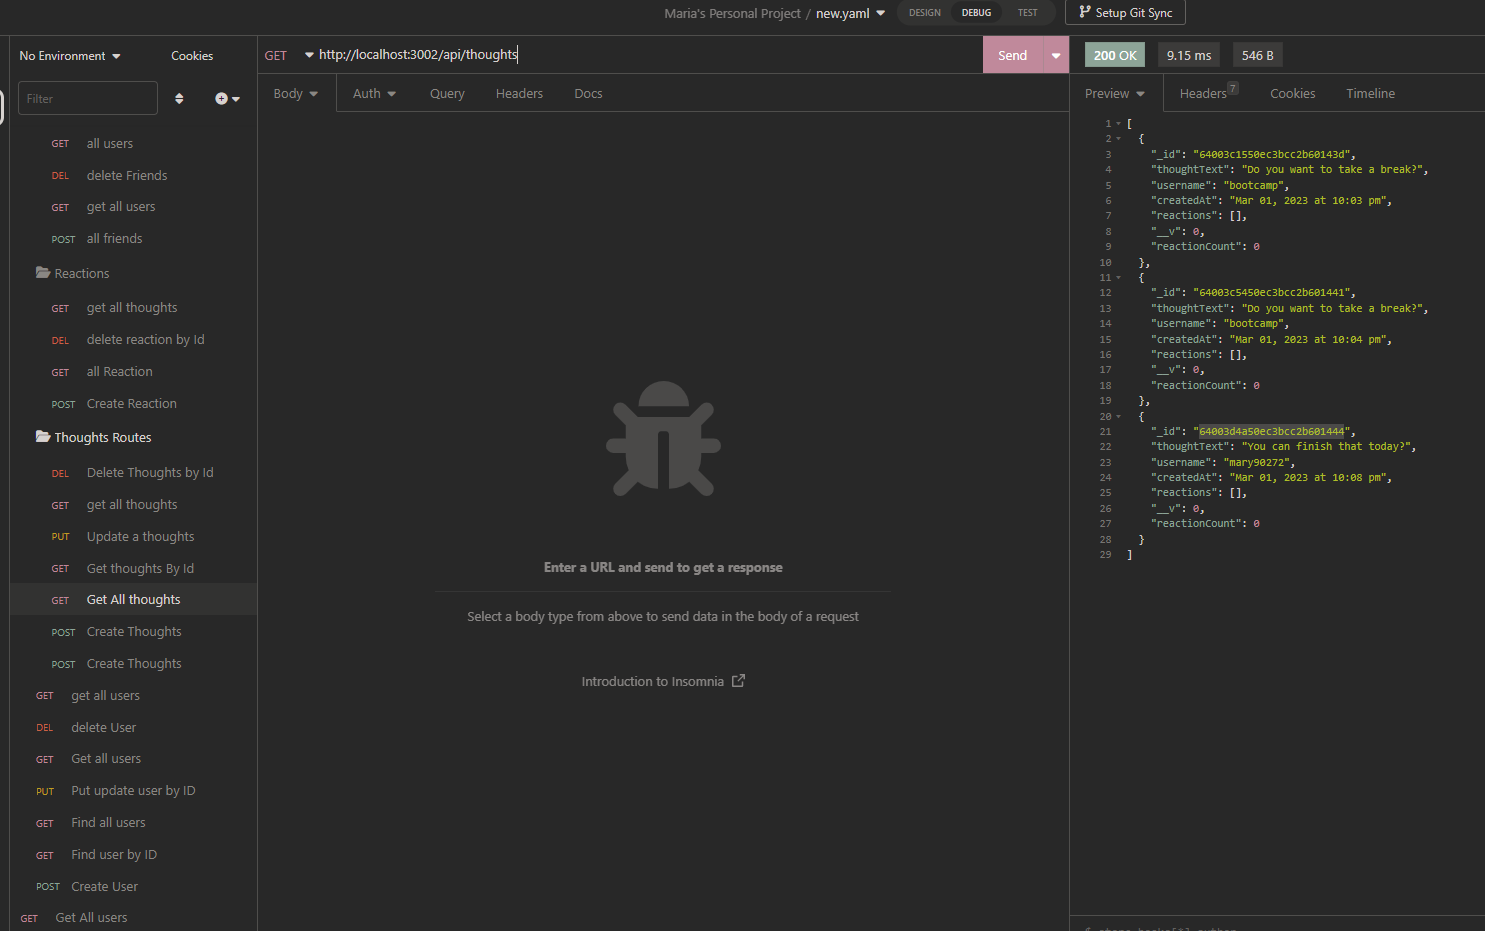 Maria's Personal Project / new.yaml
DESIGN DEBUG TEST
Setup Git Sync
No Environment
Cookies
Filter
GET all users
DEL delete Friends
GET get all users
POST all friends
Reactions
GET get all thoughts
DEL delete reaction by Id
GET all Reaction
POST Create Reaction
Thoughts Routes
DEL Delete Thoughts by Id
GET get all thoughts
PUT Update a thoughts
GET Get thoughts By Id
GET Get All thoughts
POST Create Thoughts
POST Create Thoughts
GET get all users
DEL delete User
GET Get all users
PUT Put update user by ID
GET Find all users
GET Find user by ID
POST Create User
GET Get All users
GET http://localhost:3002/api/thoughts
Send
Body Auth Query Headers Docs
Enter a URL and send to get a response
Select a body type from above to send data in the body of a request
Introduction to Insomnia
200 OK 9.15 ms 546 B
Preview Headers 7 Cookies Timeline
1 [
2 {
3 "_id": "64003c1550ec3bcc2b60143d",
4 "thoughtText": "Do you want to take a break?",
5 "username": "bootcamp",
6 "createdAt": "Mar 01, 2023 at 10:03 pm",
7 "reactions": [],
8 "__v": 0,
9 "reactionCount": 0
10 },
11 {
12 "_id": "64003c5450ec3bcc2b601441",
13 "thoughtText": "Do you want to take a break?",
14 "username": "bootcamp",
15 "createdAt": "Mar 01, 2023 at 10:04 pm",
16 "reactions": [],
17 "__v": 0,
18 "reactionCount": 0
19 },
20 {
21 "_id": "64003d4a50ec3bcc2b601444",
22 "thoughtText": "You can finish that today?",
23 "username": "mary90272",
24 "createdAt": "Mar 01, 2023 at 10:08 pm",
25 "reactions": [],
26 "__v": 0,
27 "reactionCount": 0
28 }
29 ]